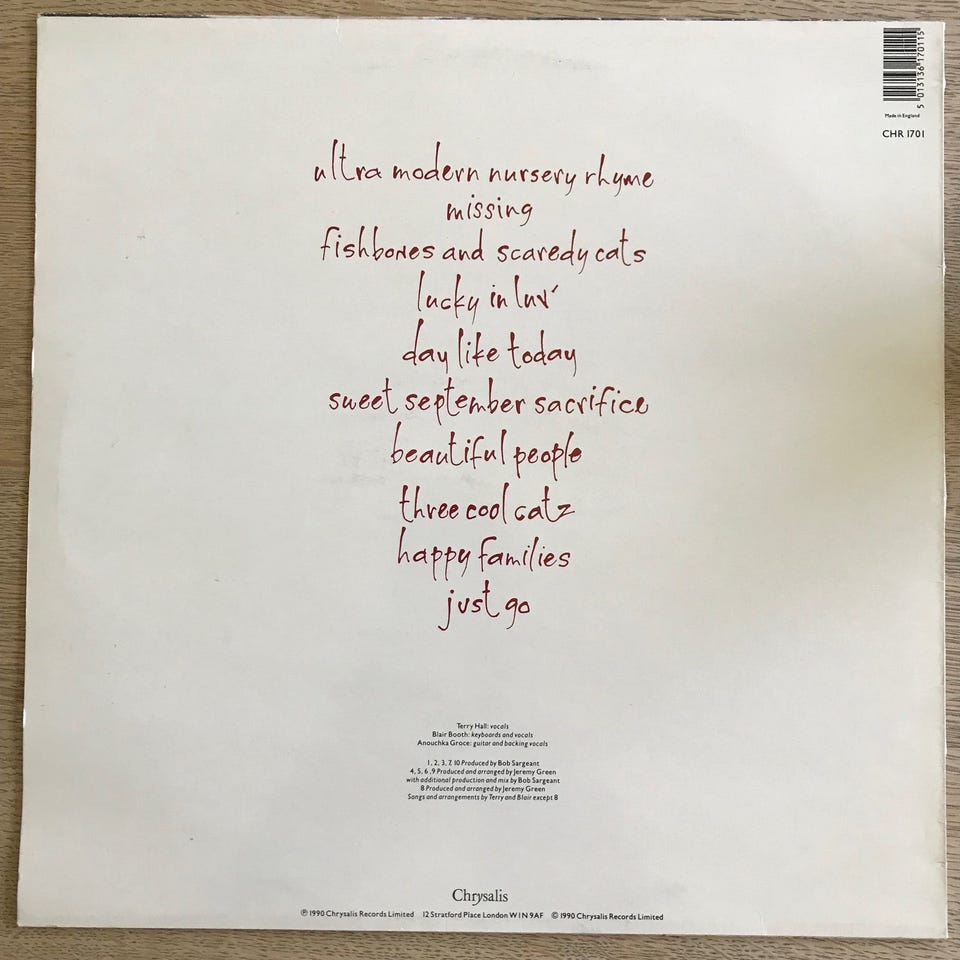 5 013136 170115
Made in England
CHR 1701
ultra modern nursery rhyme
missing
fishbones and scaredy cats
lucky in luv'
day like today
sweet september sacrifice
beautiful people
three cool catz
happy families
just go
Terry Hall: vocals
Blair Booth: keyboards and vocals
Anouchka Groce: guitar and backing vocals
1, 2, 3, 7, 10 Produced by Bob Sargeant
4, 5, 6 ,9 Produced and arranged by Jeremy Green
with additional production and mix by Bob Sargeant
8 Produced and arranged by Jeremy Green
Songs and arrangements by Terry and Blair except 8
Chrysalis
℗ 1990 Chrysalis Records Limited 12 Stratford Place London W1N 9AF © 1990 Chrysalis Records Limited